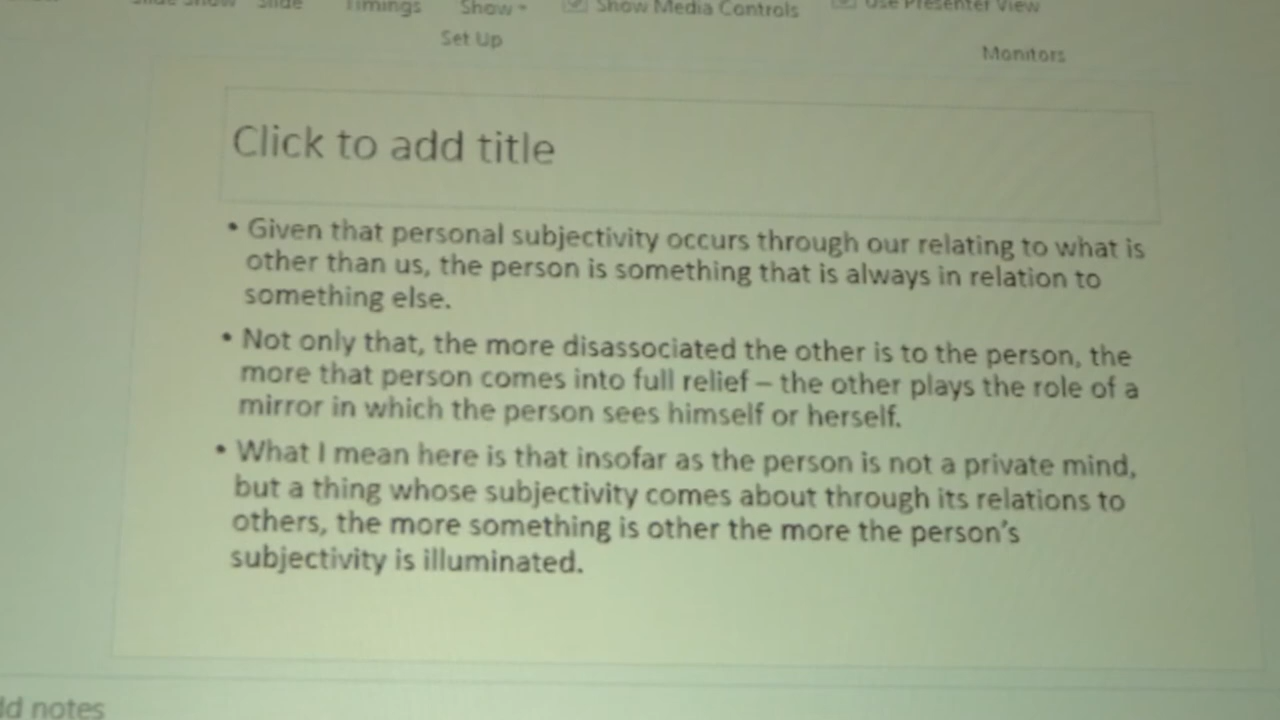 Slide Show Slide Timings Show Show Media Controls Use Presenter View
Set Up
Monitors
Click to add title
• Given that personal subjectivity occurs through our relating to what is
other than us, the person is something that is always in relation to
something else.
• Not only that, the more disassociated the other is to the person, the
more that person comes into full relief – the other plays the role of a
mirror in which the person sees himself or herself.
• What I mean here is that insofar as the person is not a private mind,
but a thing whose subjectivity comes about through its relations to
others, the more something is other the more the person's
subjectivity is illuminated.
notes